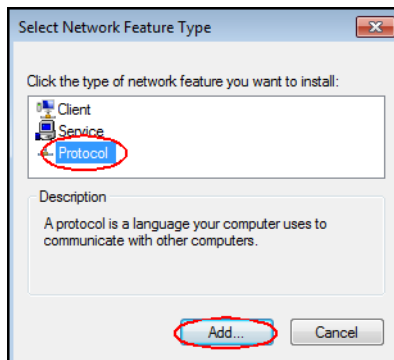 Select Network Feature Type
Click the type of network feature you want to install:
Client
Service
Protocol
Description
A protocol is a language your computer uses to
communicate with other computers.
Add...
Cancel